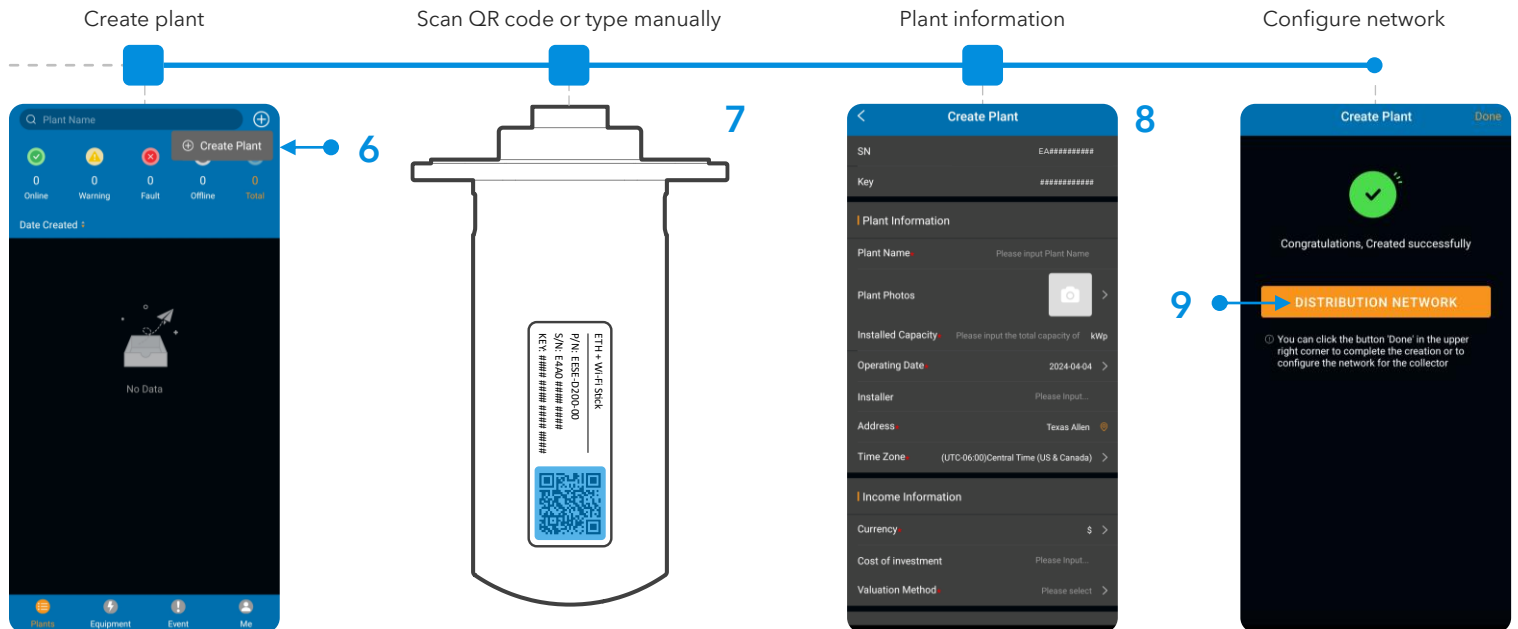 Create plant
Scan QR code or type manually
Plant information
Configure network
Plant Name
Create Plant
6
0
0
0
0
0
Online
Warning
Fault
Offline
Total
Date Created
No Data
Plants
Equipment
Event
Me
7
ETH + Wi-Fi Stick
P/N: EESE-D200-00
S/N: E4A0 #### ####
KEY: #### #### #### ####
8
Create Plant
SN EA##########
Key ############
Plant Information
Plant Name* Please input Plant Name
Plant Photos
Installed Capacity* Please input the total capacity of kWp
Operating Date* 2024-04-04
Installer Please Input...
Address* Texas Allen
Time Zone* (UTC-06:00)Central Time (US & Canada)
Income Information
Currency* $
Cost of investment Please Input...
Valuation Method* Please select
9
Create Plant Done
Congratulations, Created successfully
DISTRIBUTION NETWORK
You can click the button 'Done' in the upper
right corner to complete the creation or to
configure the network for the collector